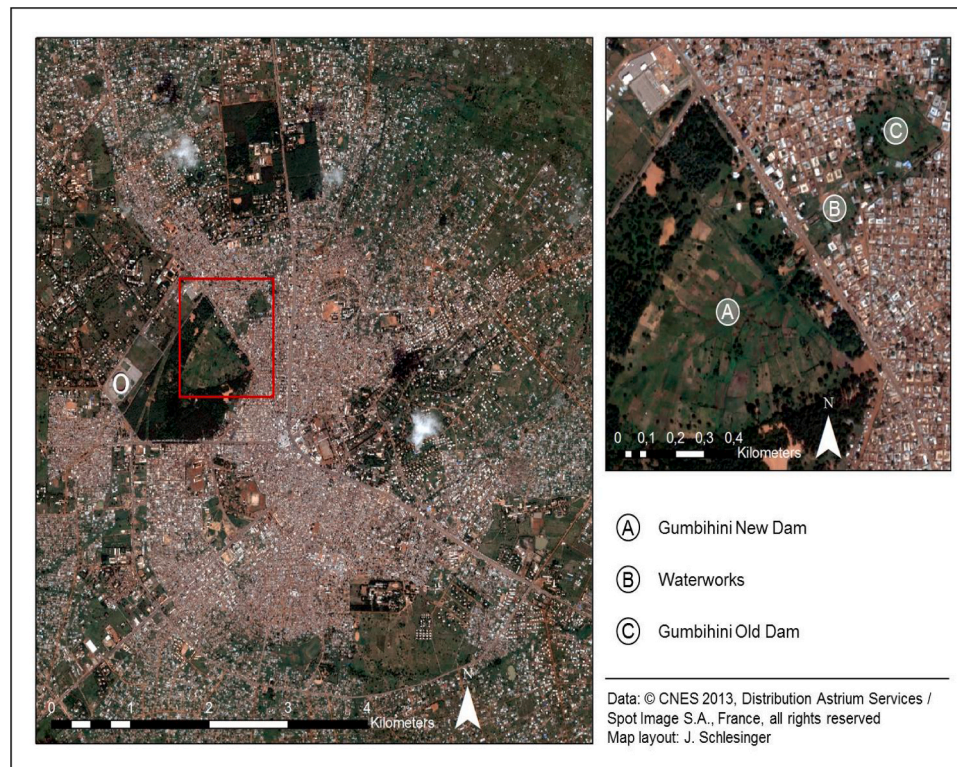 A
B
C
N
0 0,1 0,2 0,3 0,4
Kilometers
N
0 1 2 3 4
Kilometers
A Gumbihini New Dam
B Waterworks
C Gumbihini Old Dam
Data: © CNES 2013, Distribution Astrium Services /
Spot Image S.A., France, all rights reserved
Map layout: J. Schlesinger